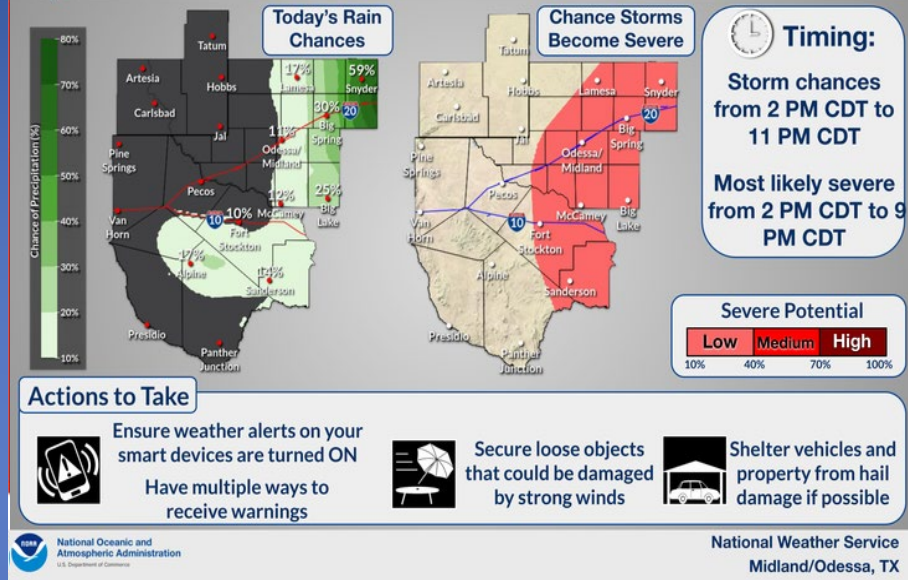 Today's Rain
Chances
Chance Storms
Become Severe
Timing:
Storm chances
from 2 PM CDT to
11 PM CDT
Most likely severe
from 2 PM CDT to 9
PM CDT
Chance of Precipitation (%)
80%
70%
60%
50%
40%
30%
20%
10%
Tatum
Artesia
Hobbs
17%
Lamesa
59%
Snyder
Carlsbad
30%
20
Big
Spring
Jal
11%
Odessa/
Midland
Pine
Springs
Pecos
12%
McCamey
25%
Big
Lake
Van
Horn
10
10%
Fort
Stockton
17%
Alpine
14%
Sanderson
Presidio
Panther
Junction
Tatum
Artesia
Hobbs
Lamesa
Snyder
Carlsbad
20
Big
Spring
Jal
Odessa/
Midland
Pine
Springs
Pecos
McCamey
Big
Lake
Van
Horn
10
Fort
Stockton
Alpine
Sanderson
Presidio
Panther
Junction
Severe Potential
Low Medium High
10% 40% 70% 100%
Actions to Take
Ensure weather alerts on your
smart devices are turned ON
Have multiple ways to
receive warnings
Secure loose objects
that could be damaged
by strong winds
Shelter vehicles and
property from hail
damage if possible
NOAA
National Oceanic and
Atmospheric Administration
U.S. Department of Commerce
National Weather Service
Midland/Odessa, TX